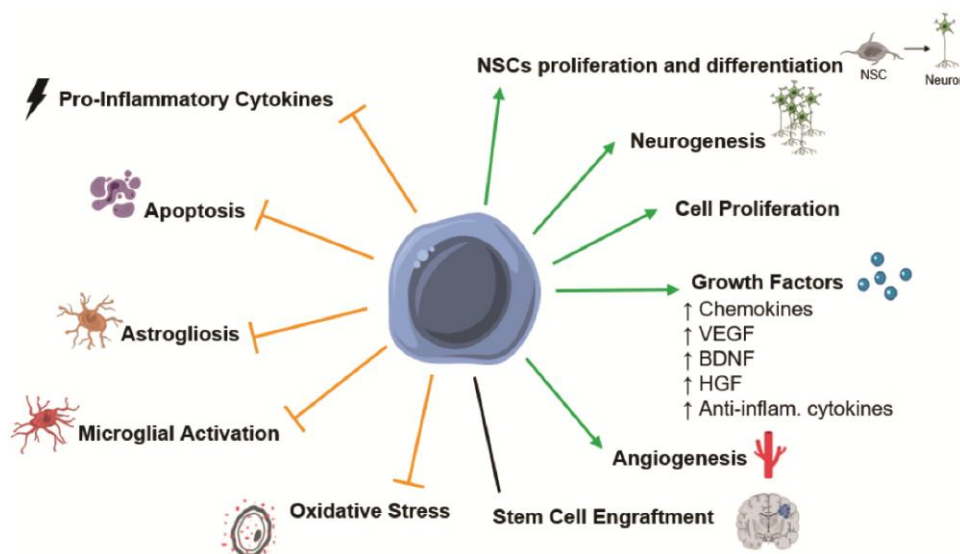 NSCs proliferation and differentiation
NSC
Neuron
Pro-Inflammatory Cytokines
Neurogenesis
Apoptosis
Cell Proliferation
Growth Factors
↑ Chemokines
↑ VEGF
↑ BDNF
↑ HGF
↑ Anti-inflam. cytokines
Astrogliosis
Microglial Activation
Angiogenesis
Oxidative Stress
Stem Cell Engraftment